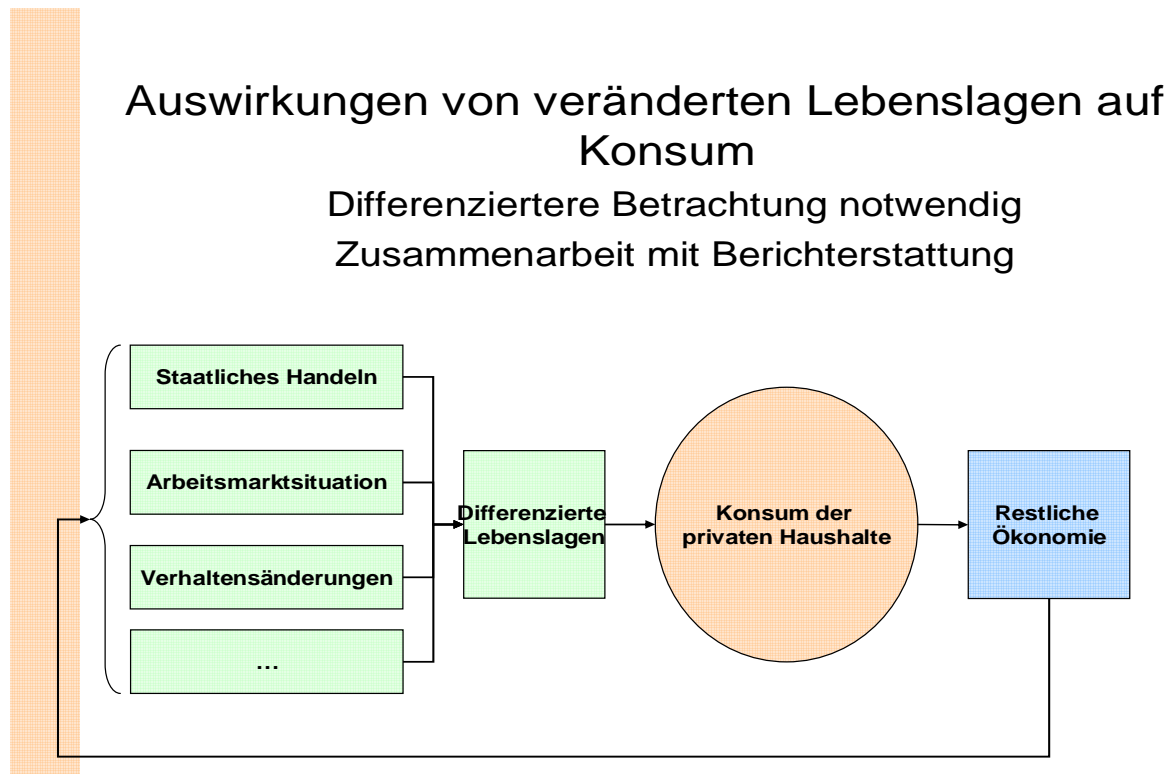 Auswirkungen von veränderten Lebenslagen auf
Konsum
Differenziertere Betrachtung notwendig
Zusammenarbeit mit Berichterstattung
Staatliches Handeln
Arbeitsmarktsituation
Verhaltensänderungen
...
Differenzierte
Lebenslagen
Konsum der
privaten Haushalte
Restliche
Ökonomie